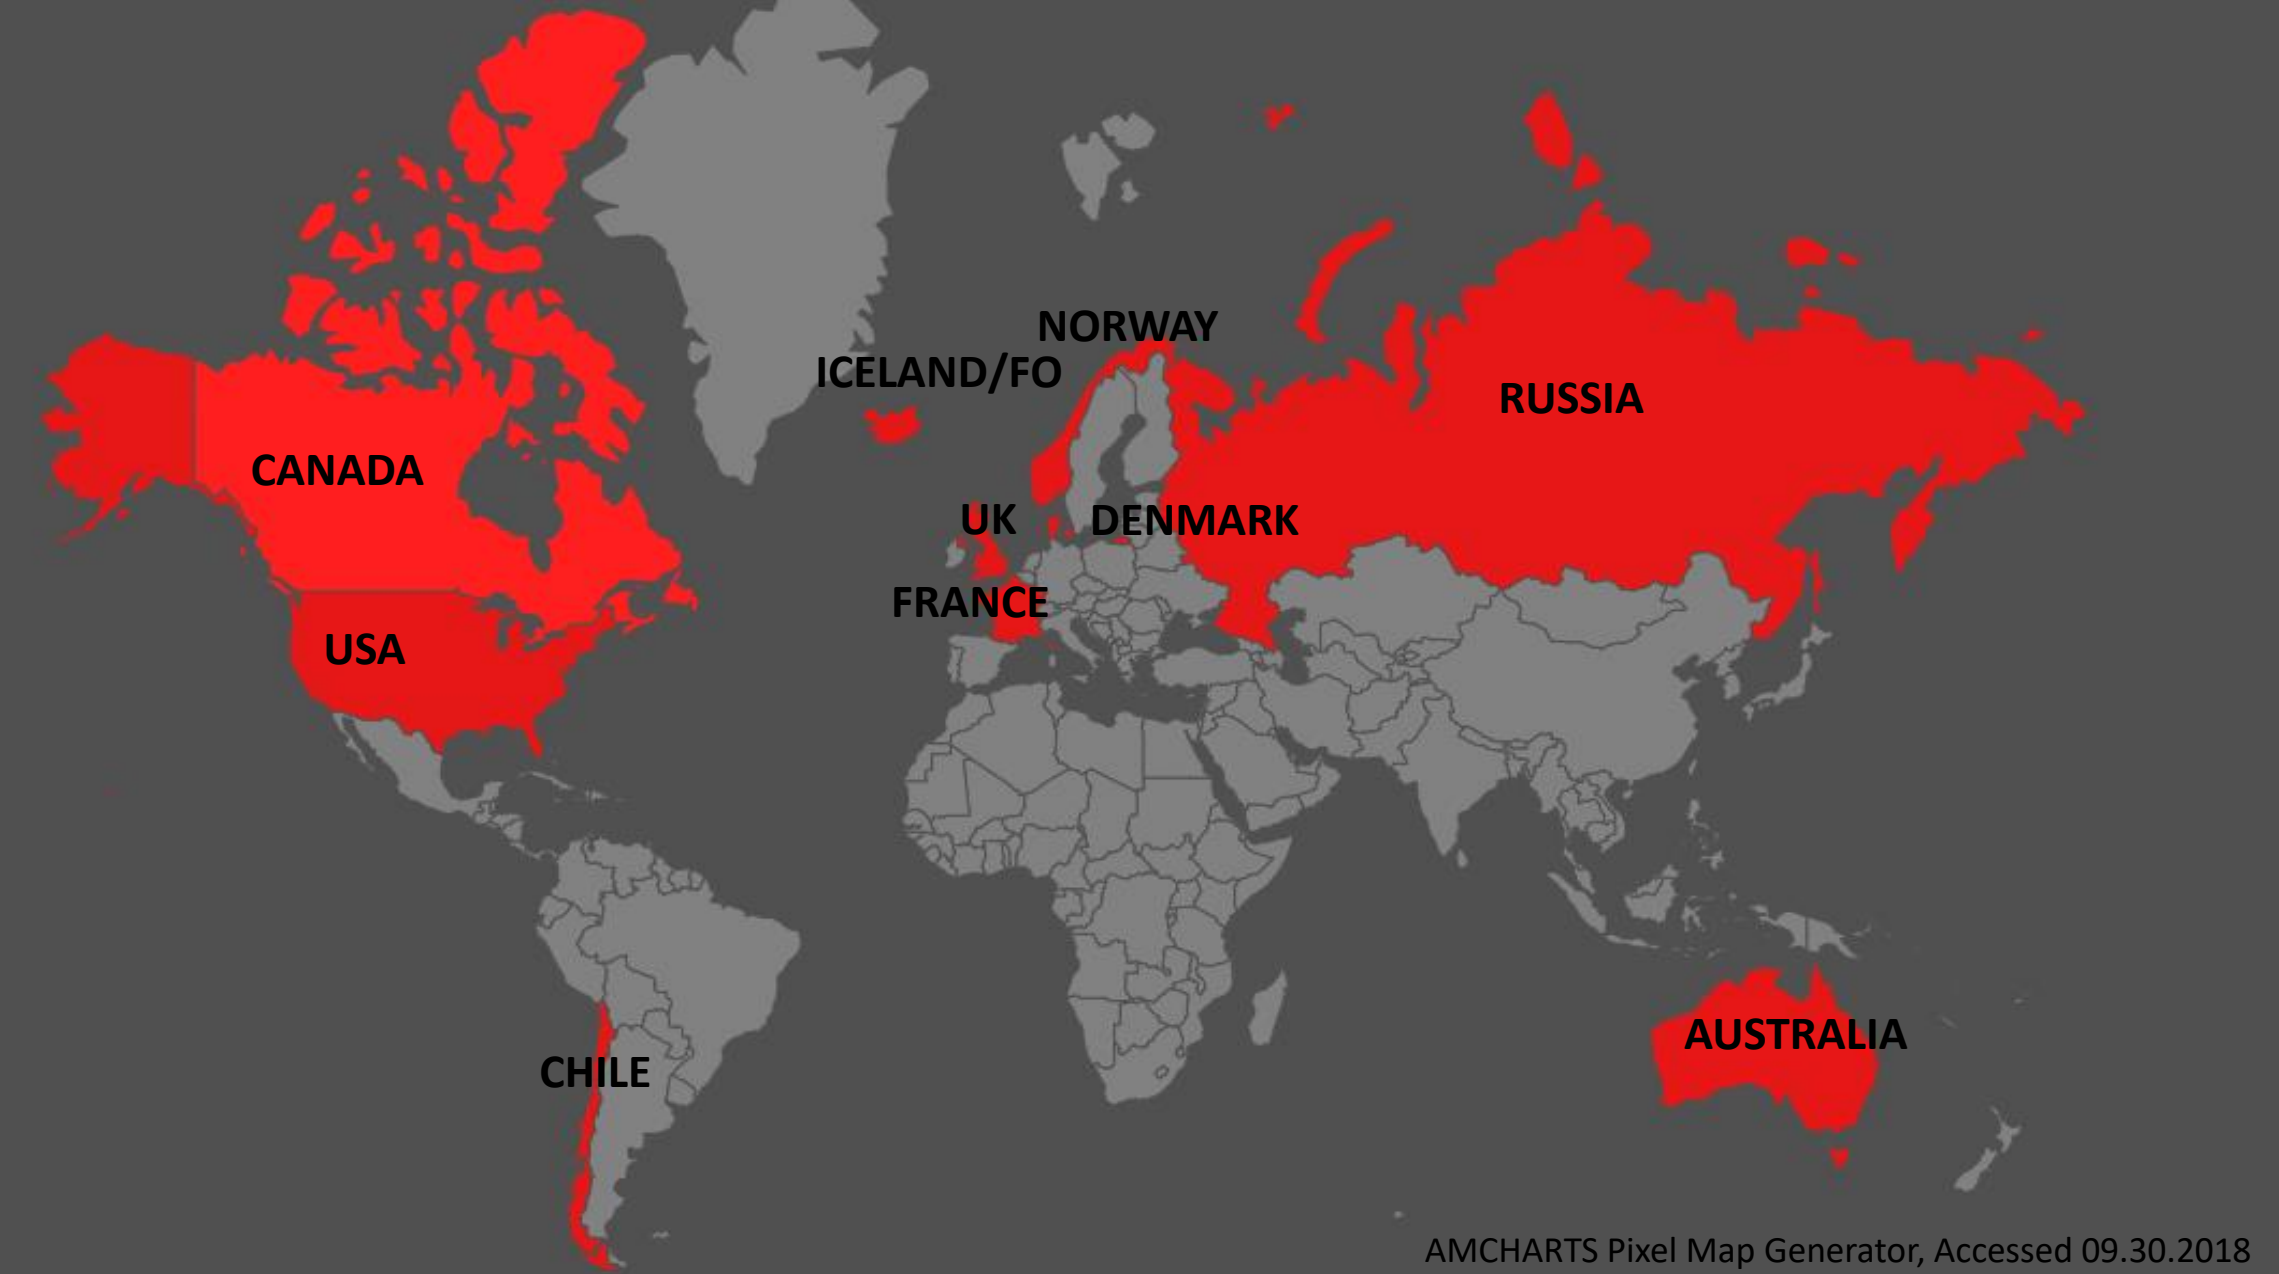 NORWAY
ICELAND/FO
RUSSIA
CANADA
UK
DENMARK
FRANCE
USA
AUSTRALIA
CHILE
AMCHARTS Pixel Map Generator, Accessed 09.30.2018